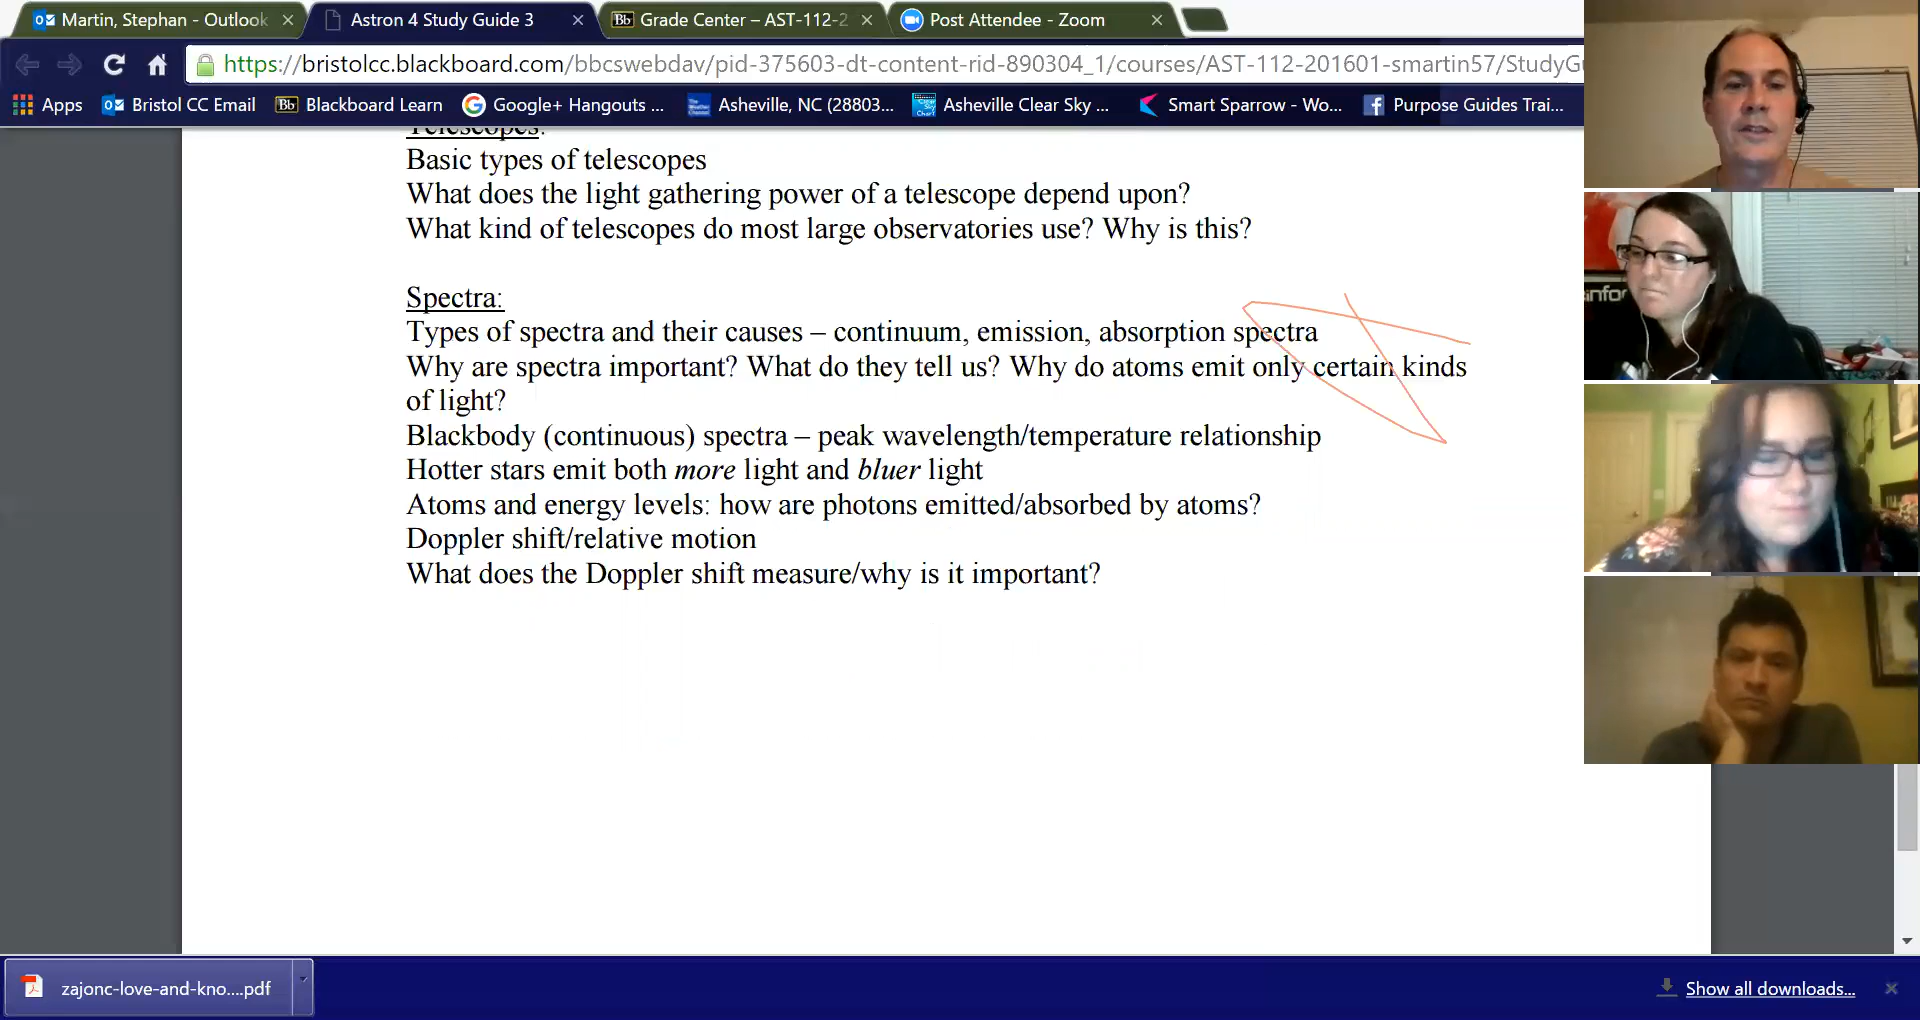 Martin, Stephan - Outlook
Astron 4 Study Guide 3
Bb Grade Center – AST-112-2
Post Attendee - Zoom
https://bristolcc.blackboard.com/bbcswebdav/pid-375603-dt-content-rid-890304_1/courses/AST-112-201601-smartin57/StudyG
Apps
Bristol CC Email
Bb Blackboard Learn
Google+ Hangouts ...
Asheville, NC (28803...
Asheville Clear Sky ...
Smart Sparrow - Wo...
Purpose Guides Trai...
Telescopes:
Basic types of telescopes
What does the light gathering power of a telescope depend upon?
What kind of telescopes do most large observatories use? Why is this?
Spectra:
Types of spectra and their causes – continuum, emission, absorption spectra
Why are spectra important? What do they tell us? Why do atoms emit only certain kinds
of light?
Blackbody (continuous) spectra – peak wavelength/temperature relationship
Hotter stars emit both more light and bluer light
Atoms and energy levels: how are photons emitted/absorbed by atoms?
Doppler shift/relative motion
What does the Doppler shift measure/why is it important?
zajonc-love-and-kno....pdf
Show all downloads...